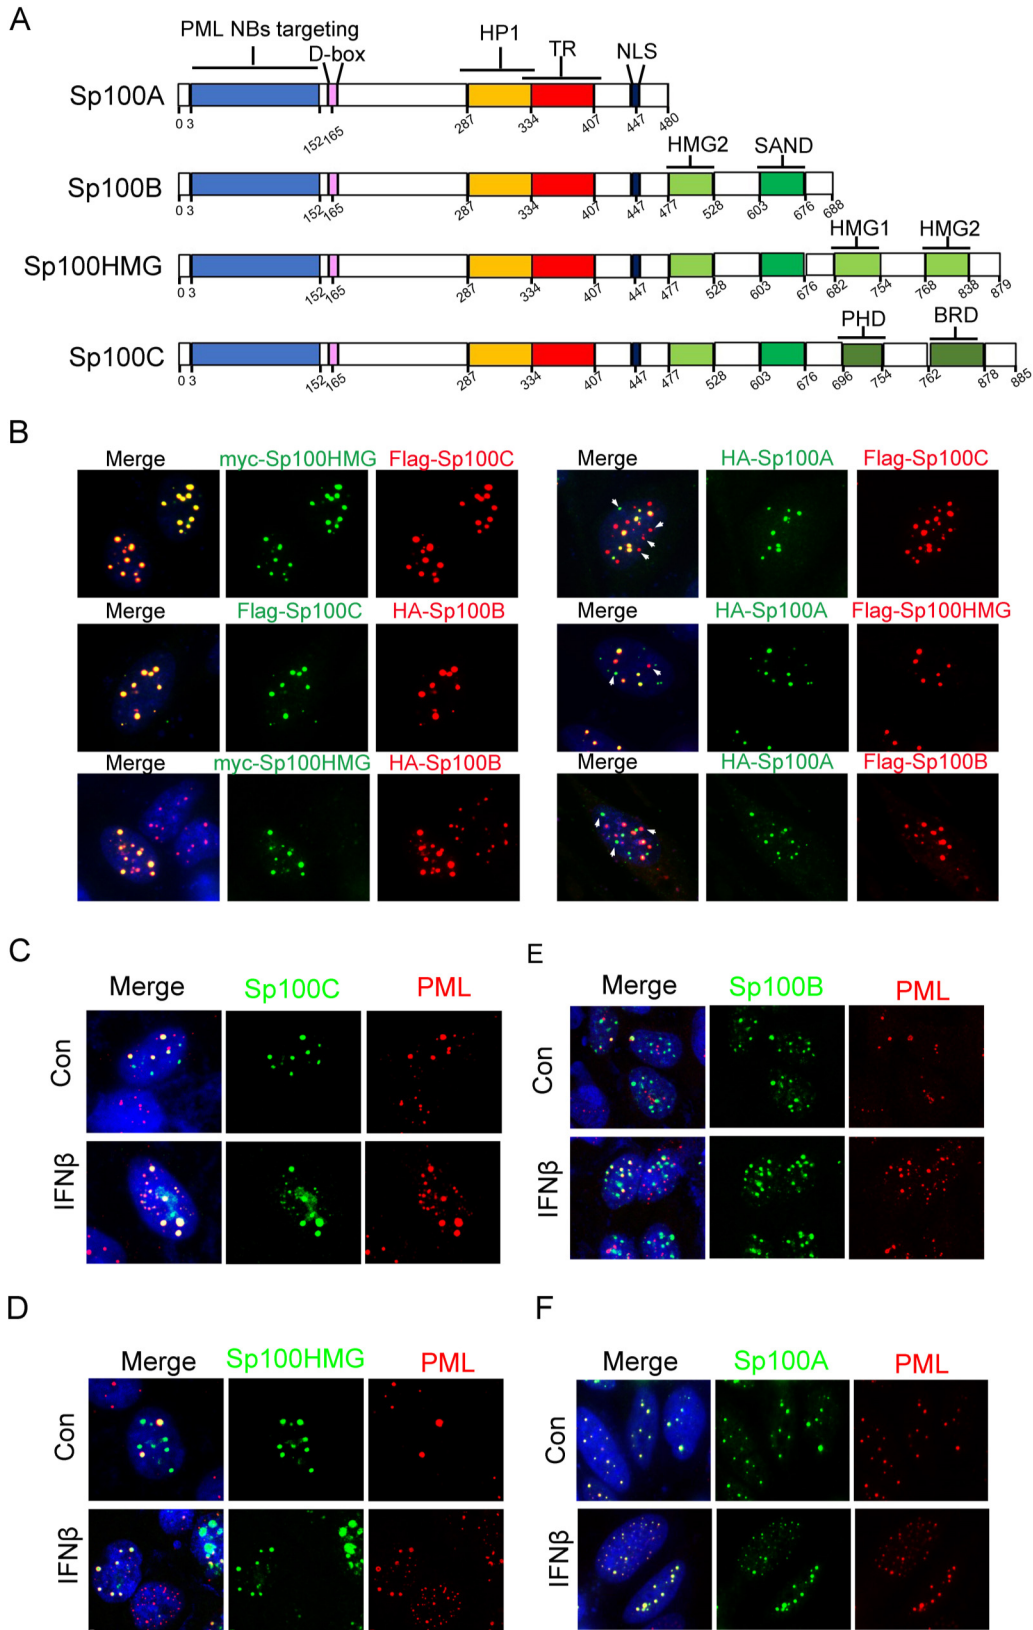 A
PML NBs targeting
D-box
HP1
TR
NLS
Sp100A
0 3 152 165 287 334 407 447 480
HMG2 SAND
Sp100B
0 3 152 165 287 334 407 447 477 528 603 676 688
HMG1 HMG2
Sp100HMG
0 3 152 165 287 334 407 447 477 528 603 676 682 754 768 838 879
PHD BRD
Sp100C
0 3 152 165 287 334 407 447 477 528 603 676 696 754 762 878 885
B
Merge myc-Sp100HMG Flag-Sp100C
Merge HA-Sp100A Flag-Sp100C
Merge Flag-Sp100C HA-Sp100B
Merge HA-Sp100A Flag-Sp100HMG
Merge myc-Sp100HMG HA-Sp100B
Merge HA-Sp100A Flag-Sp100B
C
Merge Sp100C PML
Con
IFNβ
E
Merge Sp100B PML
Con
IFNβ
D
Merge Sp100HMG PML
Con
IFNβ
F
Merge Sp100A PML
Con
IFNβ